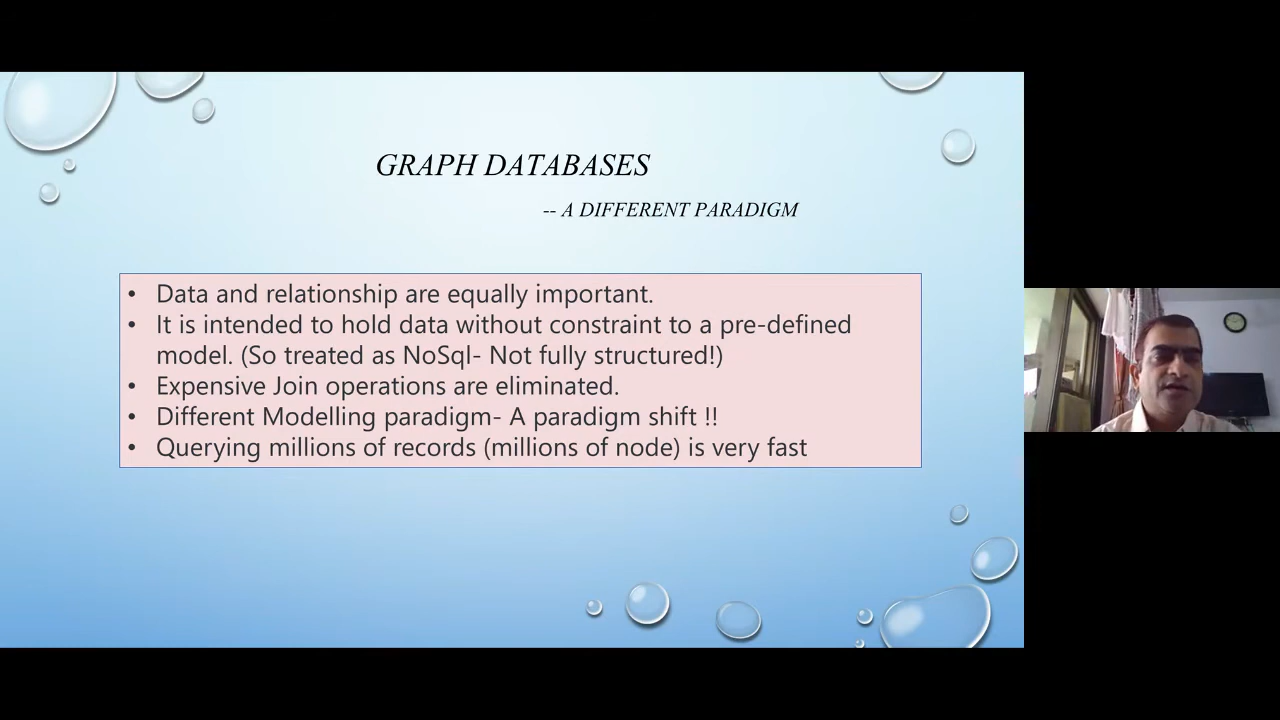 GRAPH DATABASES
-- A DIFFERENT PARADIGM
• Data and relationship are equally important.
• It is intended to hold data without constraint to a pre-defined
model. (So treated as NoSql- Not fully structured!)
• Expensive Join operations are eliminated.
• Different Modelling paradigm- A paradigm shift !!
• Querying millions of records (millions of node) is very fast